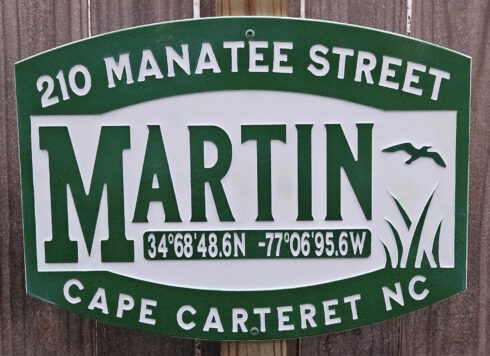 210 MANATEE STREET
MARTIN
34°68'48.6N -77°06'95.6W
CAPE CARTERET NC